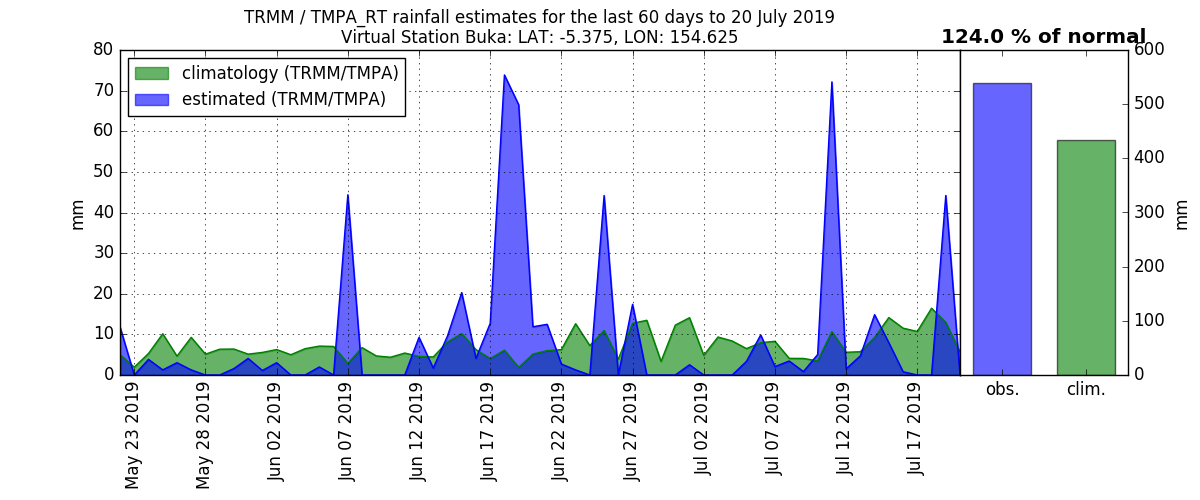 TRMM / TMPA_RT rainfall estimates for the last 60 days to 20 July 2019
Virtual Station Buka: LAT: -5.375, LON: 154.625
124.0 % of normal
climatology (TRMM/TMPA)
estimated (TRMM/TMPA)
80
70
60
50
40
30
20
10
0
mm
May 23 2019
May 28 2019
Jun 02 2019
Jun 07 2019
Jun 12 2019
Jun 17 2019
Jun 22 2019
Jun 27 2019
Jul 02 2019
Jul 07 2019
Jul 12 2019
Jul 17 2019
obs.
clim.
600
500
400
300
200
100
0
mm